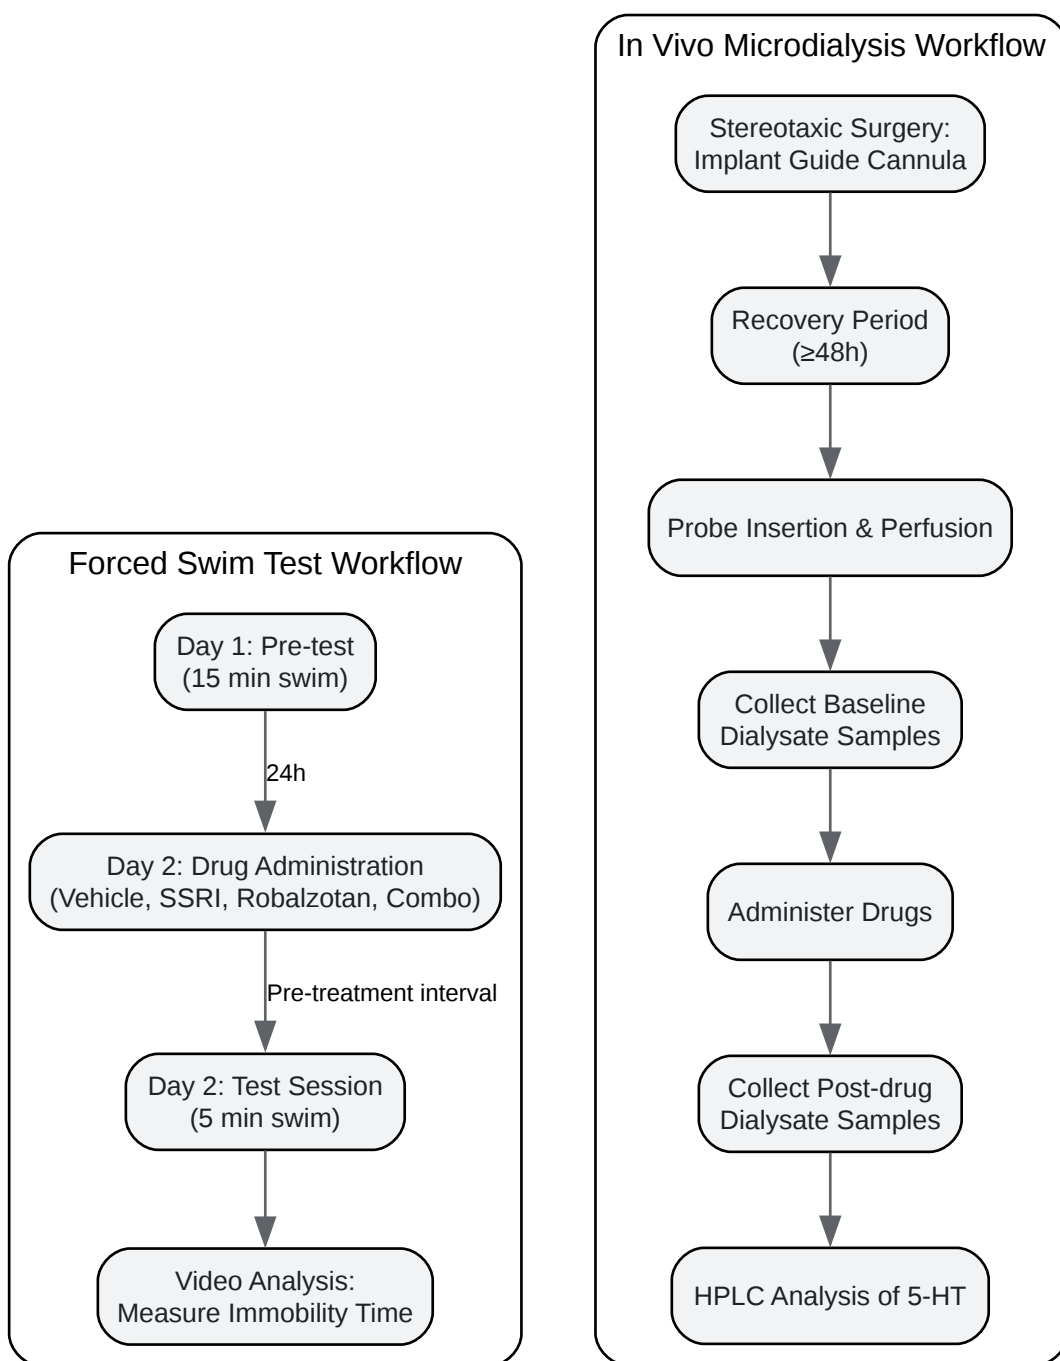 Forced Swim Test Workflow
Day 1: Pre-test
(15 min swim)
24h
Day 2: Drug Administration
(Vehicle, SSRI, Robalzotan, Combo)
Pre-treatment interval
Day 2: Test Session
(5 min swim)
Video Analysis:
Measure Immobility Time
In Vivo Microdialysis Workflow
Stereotaxic Surgery:
Implant Guide Cannula
Recovery Period
(≥48h)
Probe Insertion & Perfusion
Collect Baseline
Dialysate Samples
Administer Drugs
Collect Post-drug
Dialysate Samples
HPLC Analysis of 5-HT